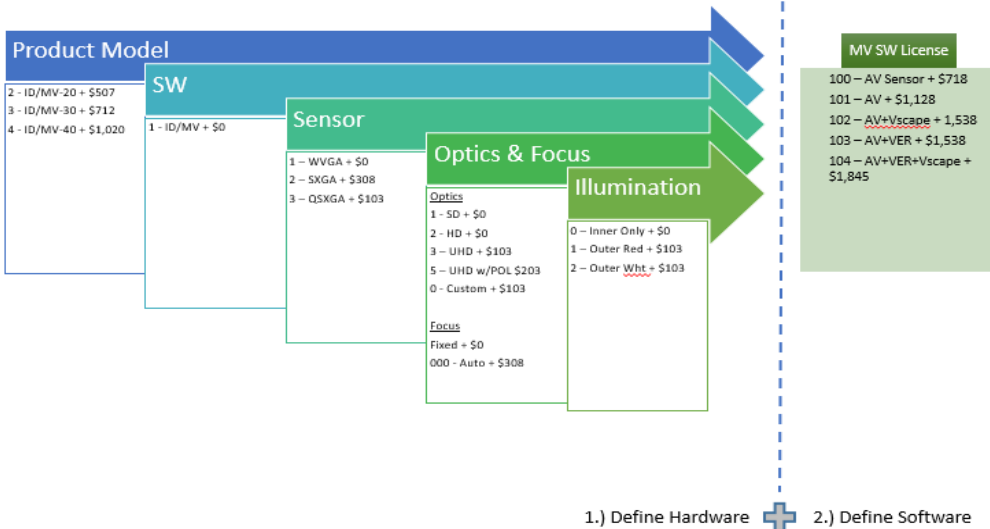 Product Model
2 - ID/MV-20 + $507
3 - ID/MV-30 + $712
4 - ID/MV-40 + $1,020
SW
1 - ID/MV + $0
Sensor
1 – WVGA + $0
2 – SXGA + $308
3 – QSXGA + $103
Optics & Focus
Optics
1 - SD + $0
2 - HD + $0
3 – UHD + $103
5 – UHD w/POL $203
0 - Custom + $103
Focus
Fixed + $0
000 - Auto + $308
Illumination
0 – Inner Only + $0
1 – Outer Red + $103
2 – Outer Wht + $103
MV SW License
100 – AV Sensor + $718
101 – AV + $1,128
102 – AV+Vscape + 1,538
103 – AV+VER + $1,538
104 – AV+VER+Vscape +
$1,845
1.) Define Hardware
2.) Define Software